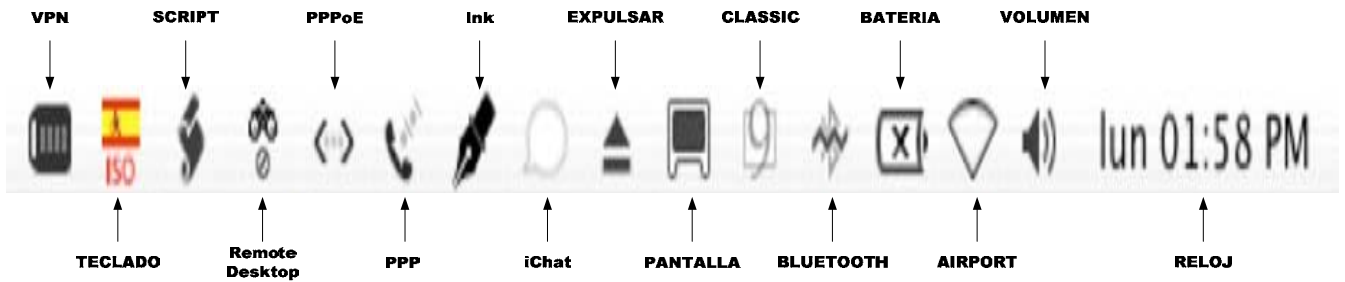 VPN
SCRIPT
PPPoE
Ink
EXPULSAR
CLASSIC
BATERIA
VOLUMEN
ISO
9
X
lun 01:58 PM
TECLADO
Remote
Desktop
PPP
iChat
PANTALLA
BLUETOOTH
AIRPORT
RELOJ